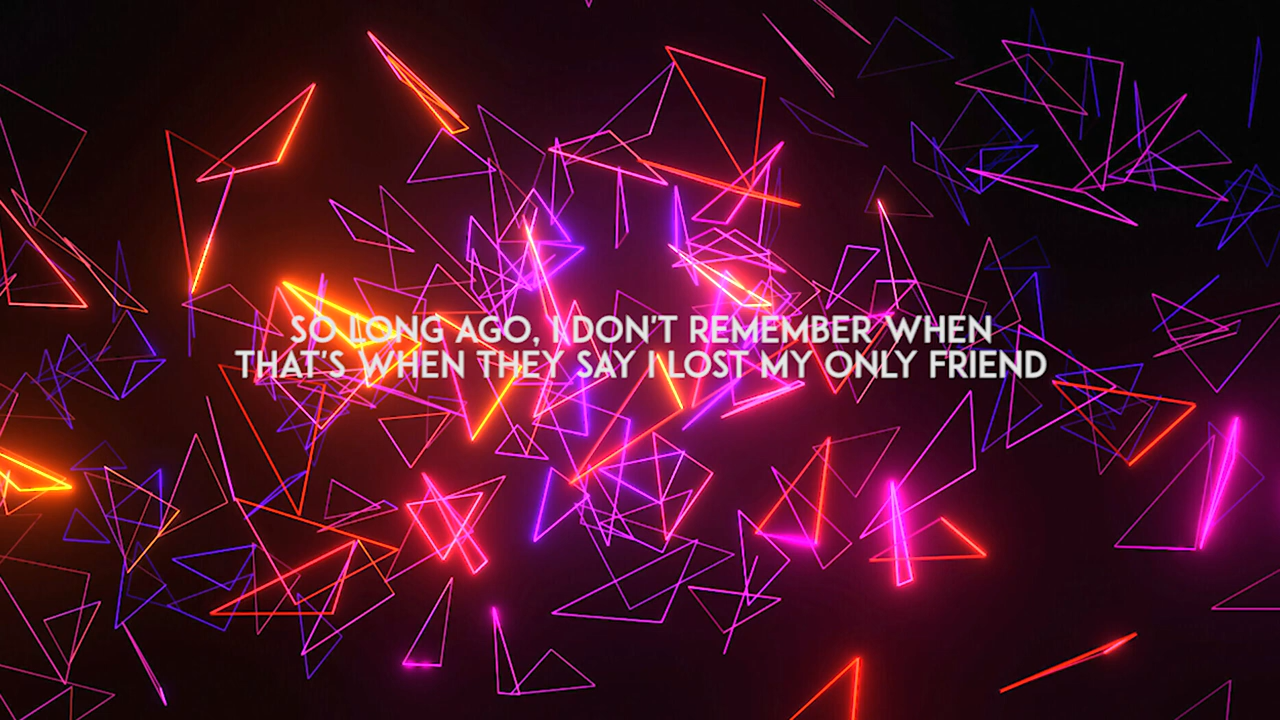 SO LONG AGO, I DON'T REMEMBER WHEN
THAT'S WHEN THEY SAY I LOST MY ONLY FRIEND